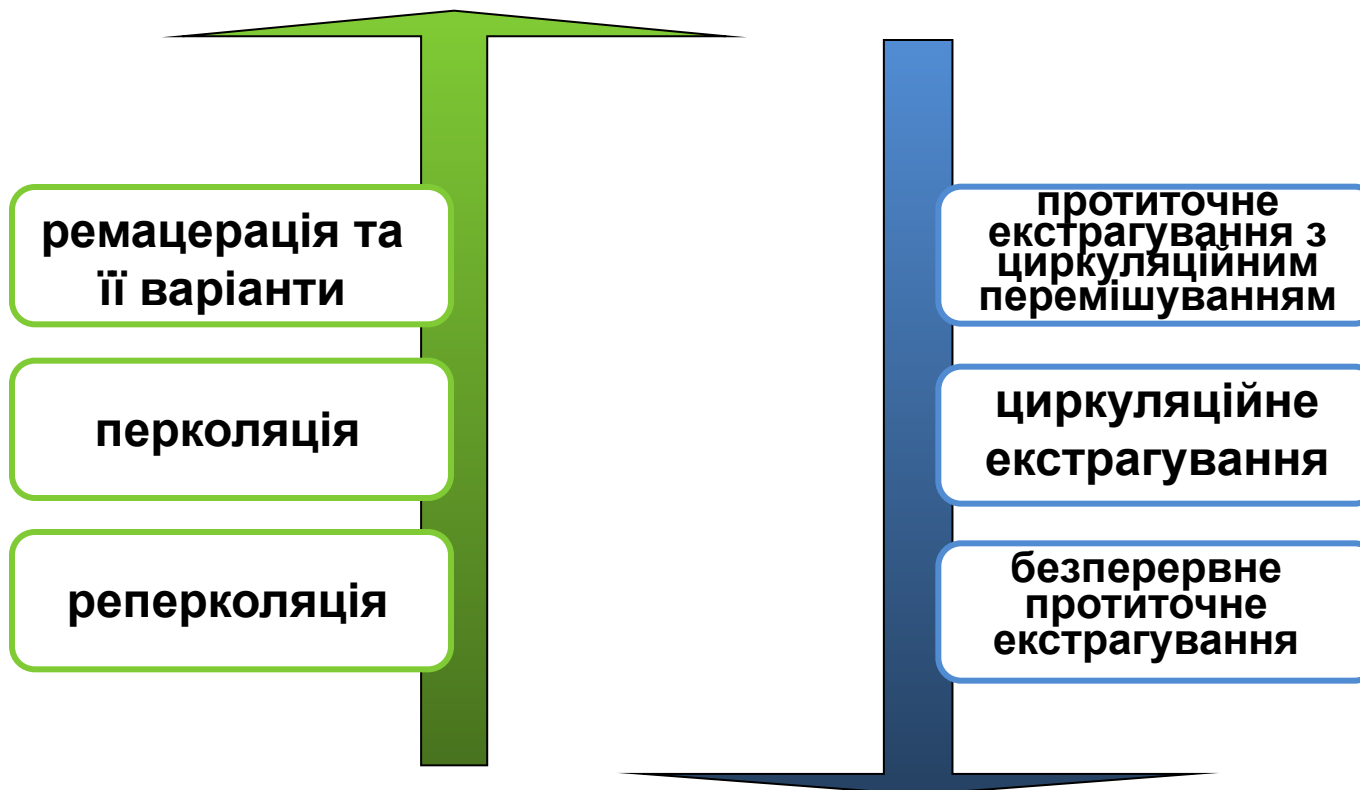 ремацерація та
її варіанти
перколяція
реперколяція
протиточне
екстрагування з
циркуляційним
перемішуванням
циркуляційне
екстрагування
безперервне
протиточне
екстрагування